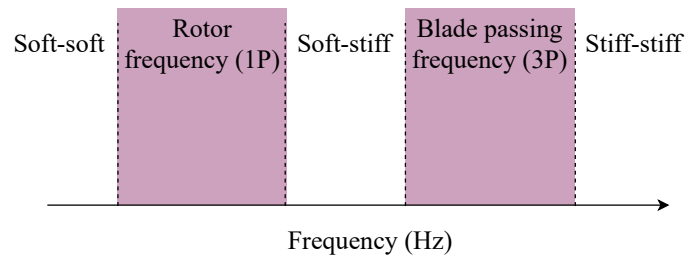 Soft-soft
Rotor
frequency (1P)
Soft-stiff
Blade passing
frequency (3P)
Stiff-stiff
Frequency (Hz)